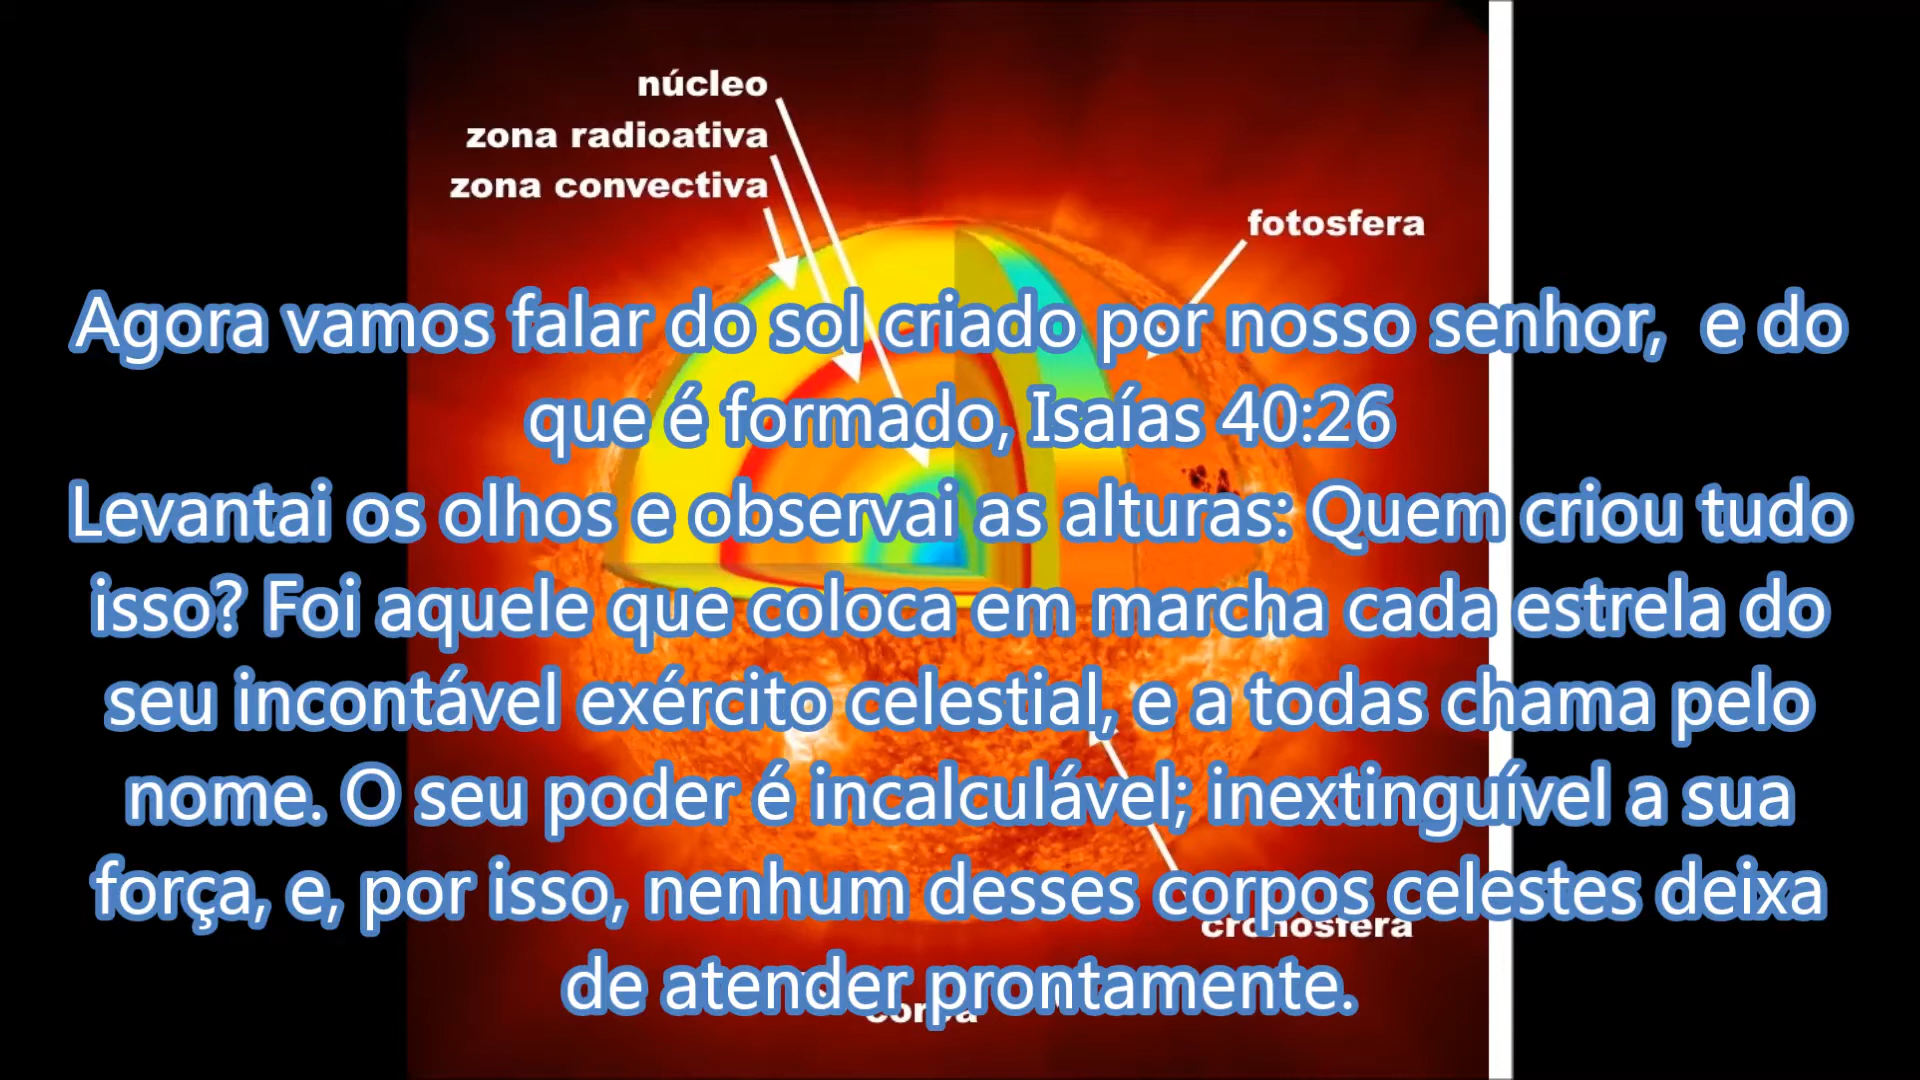 núcleo
zona radioativa
zona convectiva
fotosfera
Agora vamos falar do sol criado por nosso senhor,  e do
que é formado, Isaías 40:26
Levantai os olhos e observai as alturas: Quem criou tudo
isso? Foi aquele que coloca em marcha cada estrela do
seu incontável exército celestial, e a todas chama pelo
nome. O seu poder é incalculável; inextinguível a sua
força, e, por isso, nenhum desses corpos celestes deixa
cronosfera
de atender prontamente.
coroa